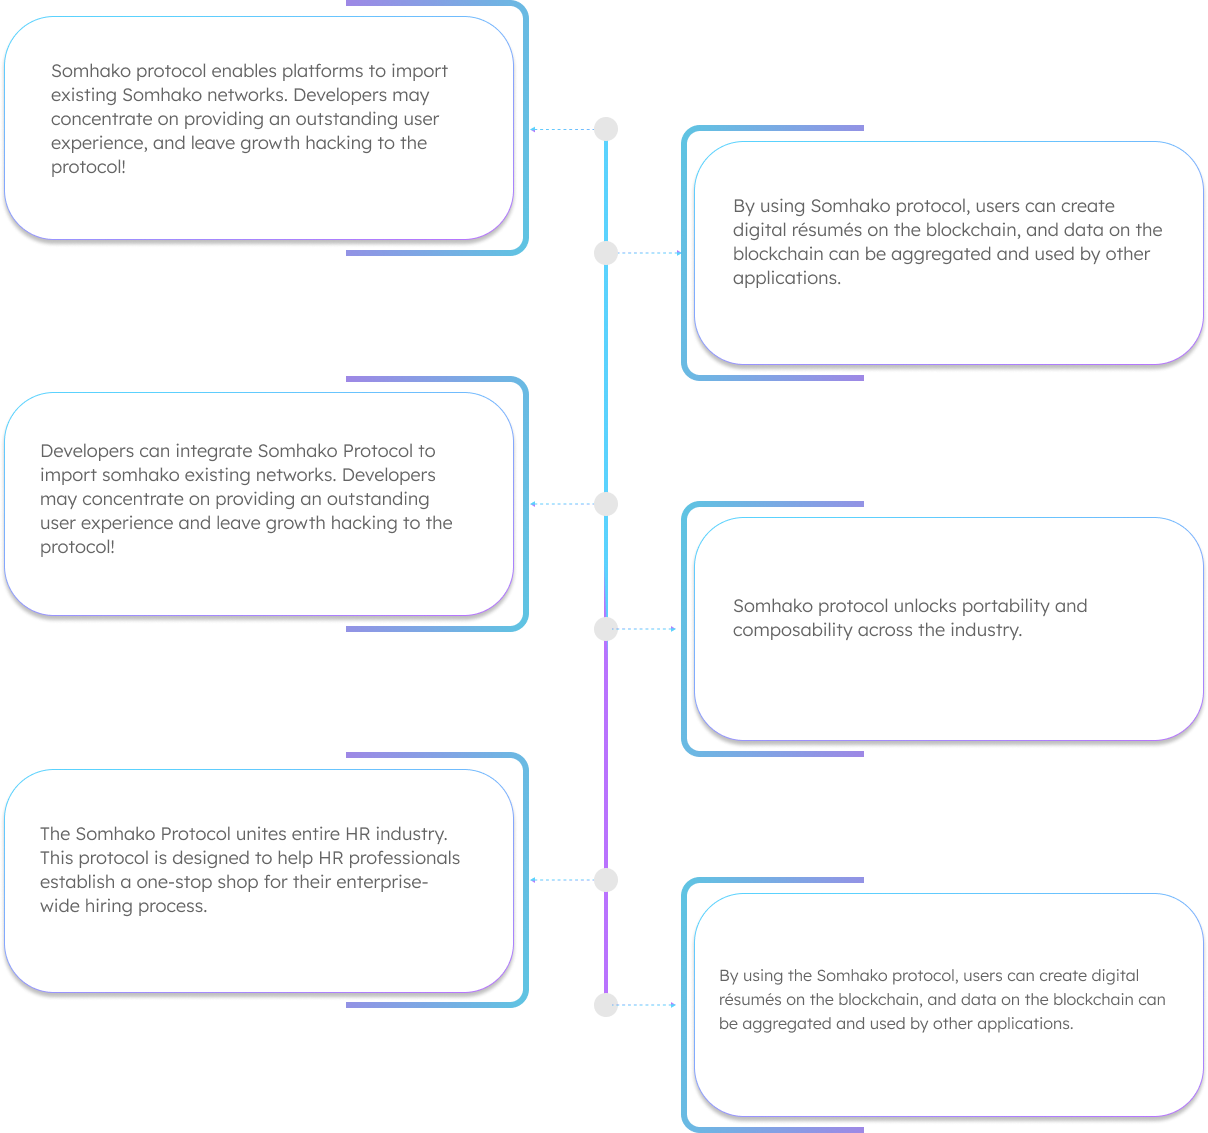 Somhako protocol enables platforms to import
existing Somhako networks. Developers may
concentrate on providing an outstanding user
experience, and leave growth hacking to the
protocol!
By using Somhako protocol, users can create
digital résumés on the blockchain, and data on the
blockchain can be aggregated and used by other
applications.
Developers can integrate Somhako Protocol to
import somhako existing networks. Developers
may concentrate on providing an outstanding
user experience and leave growth hacking to the
protocol!
Somhako protocol unlocks portability and
composability across the industry.
The Somhako Protocol unites entire HR industry.
This protocol is designed to help HR professionals
establish a one-stop shop for their enterprise-
wide hiring process.
By using the Somhako protocol, users can create digital
résumés on the blockchain, and data on the blockchain can
be aggregated and used by other applications.